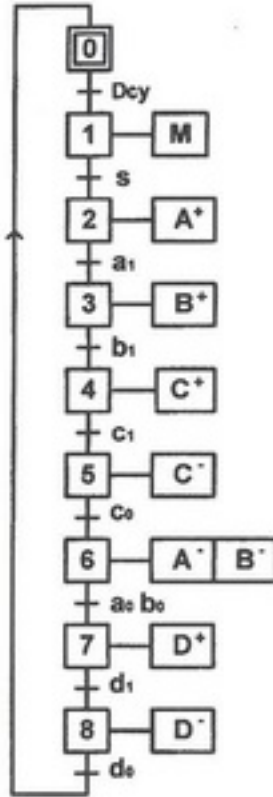 0
Dcy
1 M
s
2 A⁺
a₁
3 B⁺
b₁
4 C⁺
c₁
5 C⁻
c₀
6 A⁻ B⁻
a₀ b₀
7 D⁺
d₁
8 D⁻
d₀